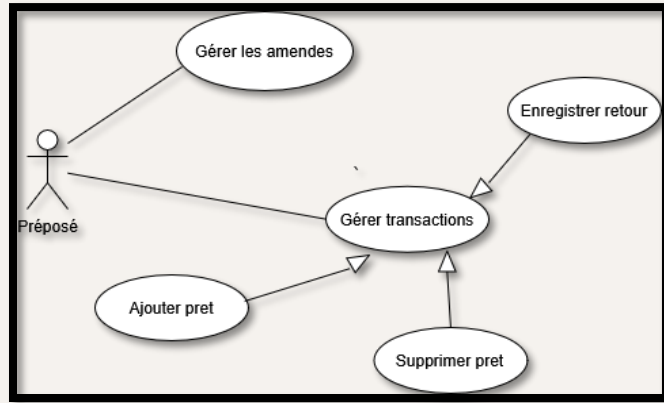 Gérer les amendes
Enregistrer retour
Préposé
Gérer transactions
Ajouter pret
Supprimer pret